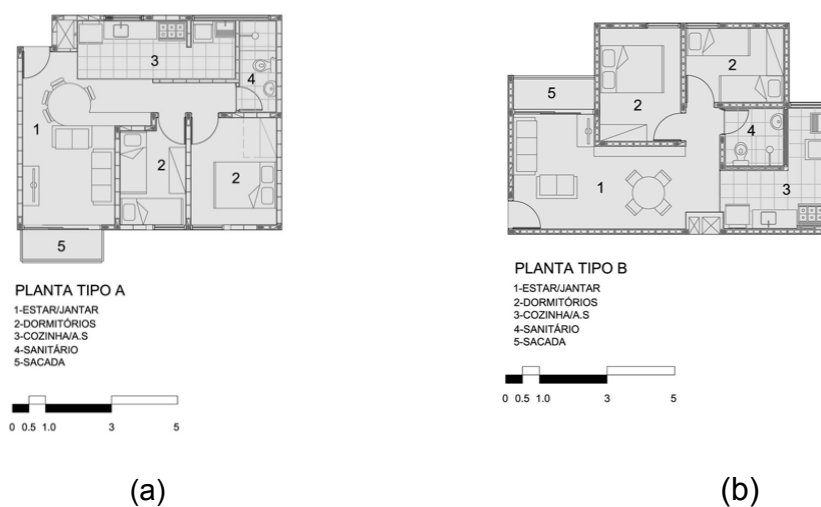 3
4
1
2
2
5
PLANTA TIPO A
1-ESTAR/JANTAR
2-DORMITÓRIOS
3-COZINHA/A.S
4-SANITÁRIO
5-SACADA
0 0.5 1.0 3 5
(a)
2
2
5
4
1
3
PLANTA TIPO B
1-ESTAR/JANTAR
2-DORMITÓRIOS
3-COZINHA/A.S
4-SANITÁRIO
5-SACADA
0 0.5 1.0 3 5
(b)